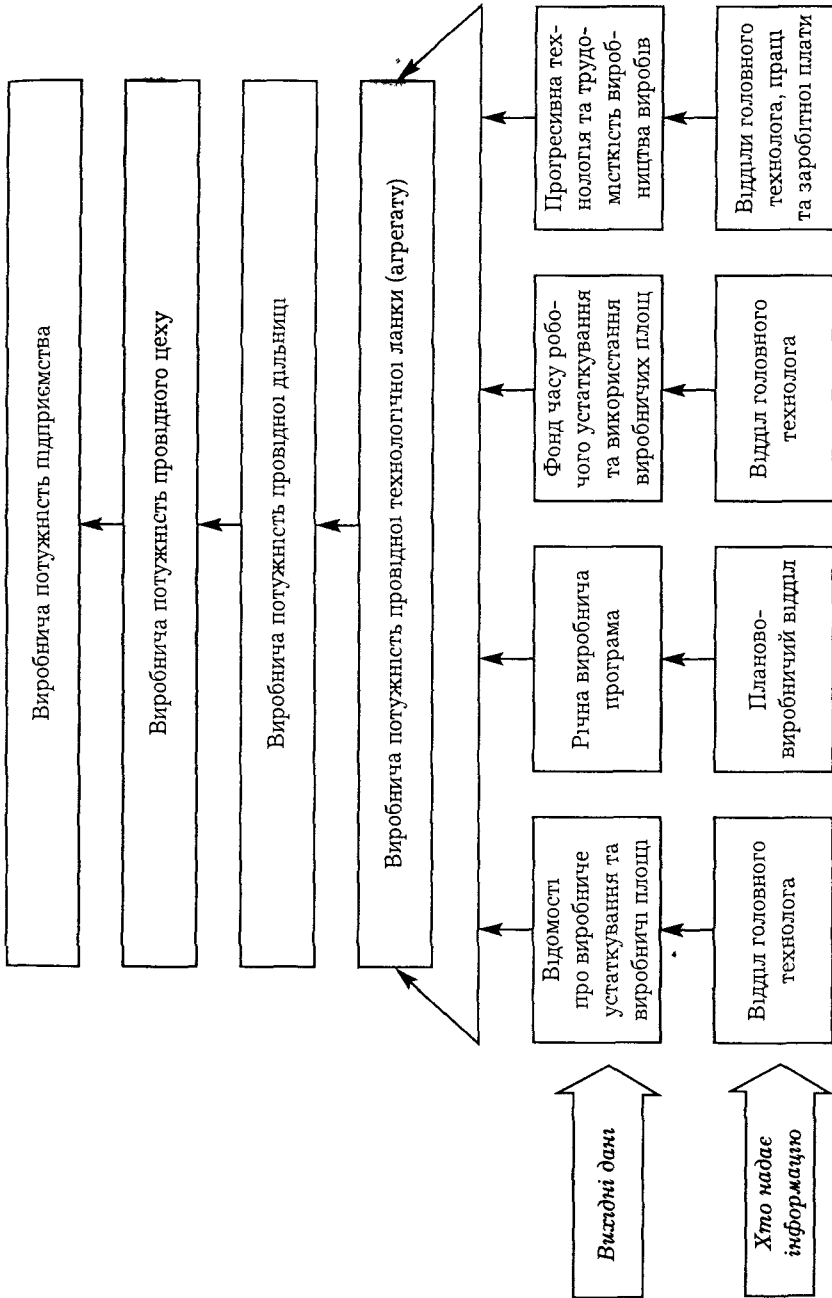 Виробнича потужність підприємства
Виробнича потужність провідного цеху
Виробнича потужність провідної дільниці
Виробнича потужність провідної технологічної ланки (агрегату)
Вихідні дані
Відомості
про виробниче
устаткування та
виробничі площі
Річна виробнича
програма
Фонд часу робо-
чого устаткування
та використання
виробничих площ
Прогресивна тех-
нологія та трудо-
місткість вироб-
ництва виробів
Хто надає
інформацію
Відділ головного
технолога
Планово-
виробничий відділ
Відділ головного
технолога
Відділи головного
технолога, праці
та заробітної плати